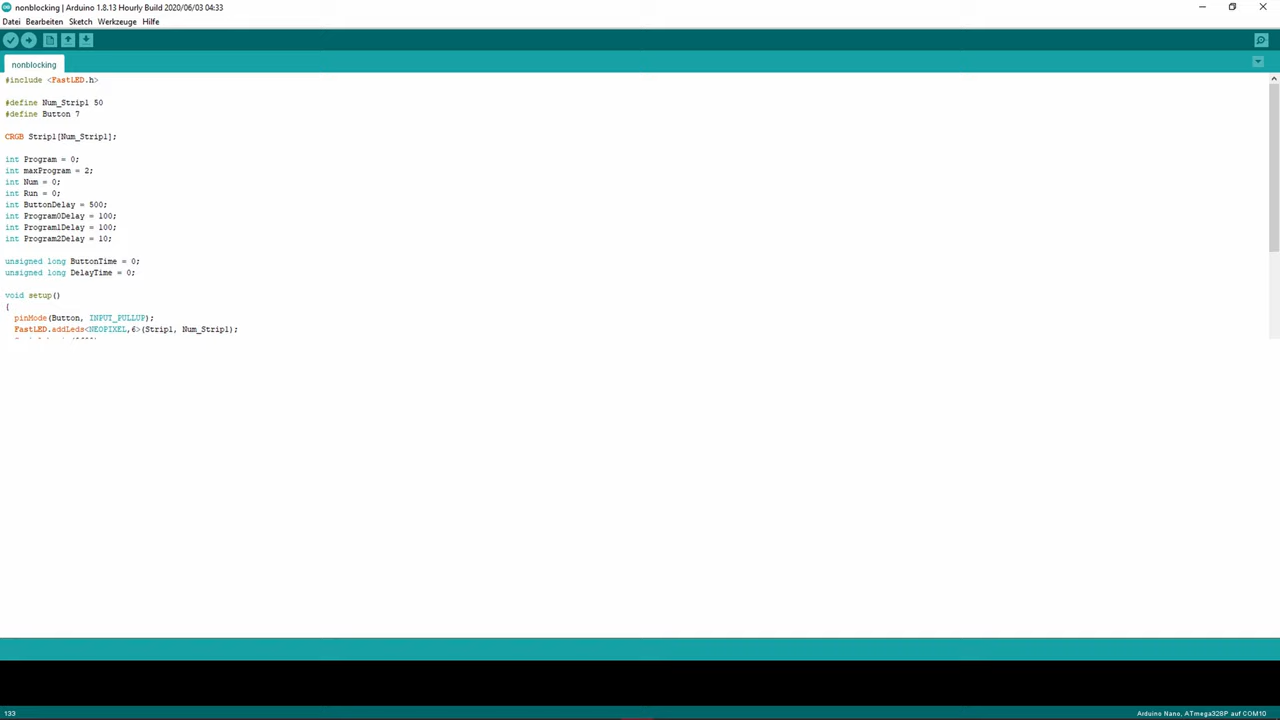 nonblocking | Arduino 1.8.13 Hourly Build 2020/06/03 04:33
Datei Bearbeiten Sketch Werkzeuge Hilfe
nonblocking
#include <FastLED.h>
#define Num_Strip1 50
#define Button 7
CRGB Strip1[Num_Strip1];
int Program = 0;
int maxProgram = 2;
int Num = 0;
int Run = 0;
int ButtonDelay = 500;
int Program0Delay = 100;
int Program1Delay = 100;
int Program2Delay = 10;
unsigned long ButtonTime = 0;
unsigned long DelayTime = 0;
void setup()
{
pinMode(Button, INPUT_PULLUP);
FastLED.addLeds<NEOPIXEL,6>(Strip1, Num_Strip1);
133
Arduino Nano, ATmega328P auf COM10